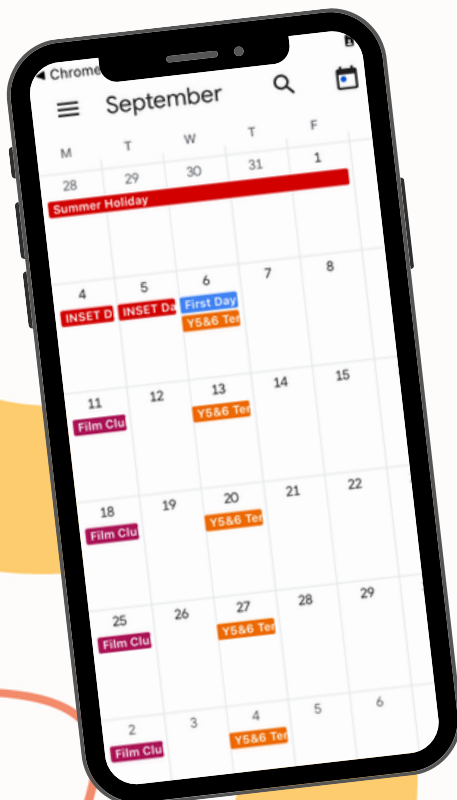 ◀ Chrome
September
M T W T F
28 29 30 31 1
Summer Holiday
4 5 6 7 8
INSET D INSET Da First Day
Y5&6 Ter
11 12 13 14 15
Film Clu Y5&6 Ter
18 19 20 21 22
Film Clu Y5&6 Ter
25 26 27 28 29
Film Clu Y5&6 Ter
2 3 4 5 6
Film Clu Y5&6 Ter